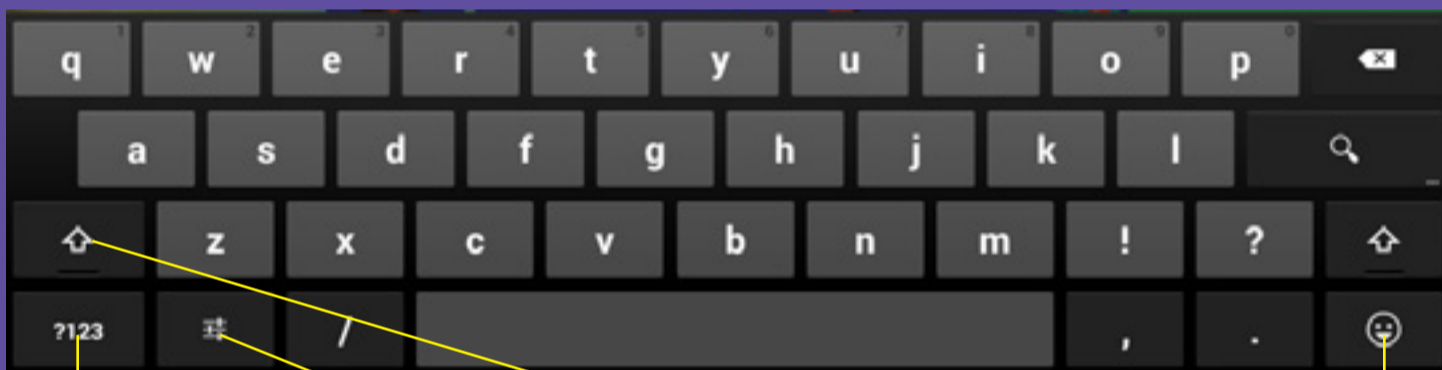 1 2 3 4 5 6 7 8 9 0
q w e r t y u i o p
a s d f g h j k l
z x c v b n m ! ?
?123 / , .